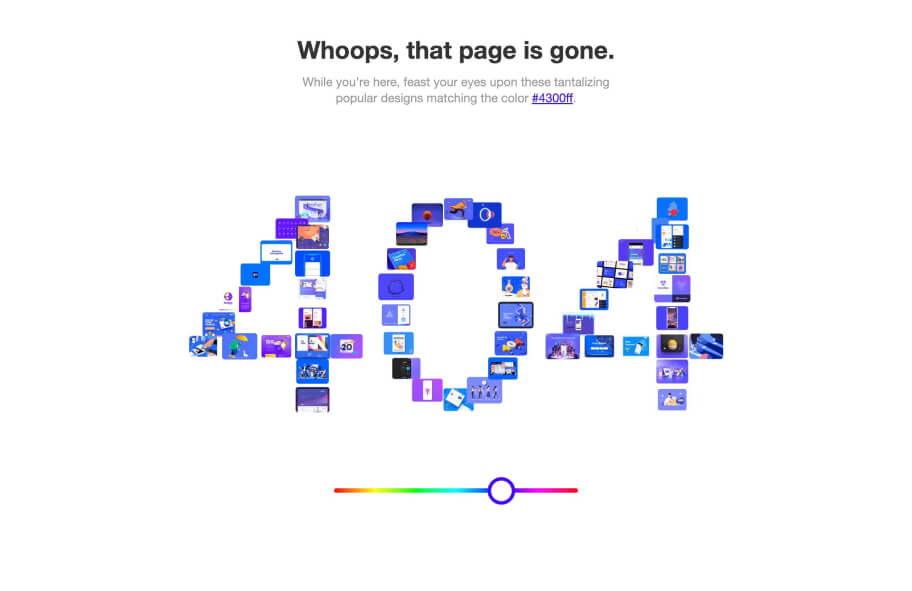 Whoops, that page is gone.
While you're here, feast your eyes upon these tantalizing
popular designs matching the color #4300ff.